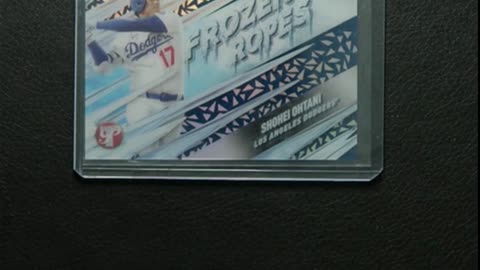 FROZEN
ROPES
Dodgers
17
SHOHEI OHTANI
LOS ANGELES DODGERS